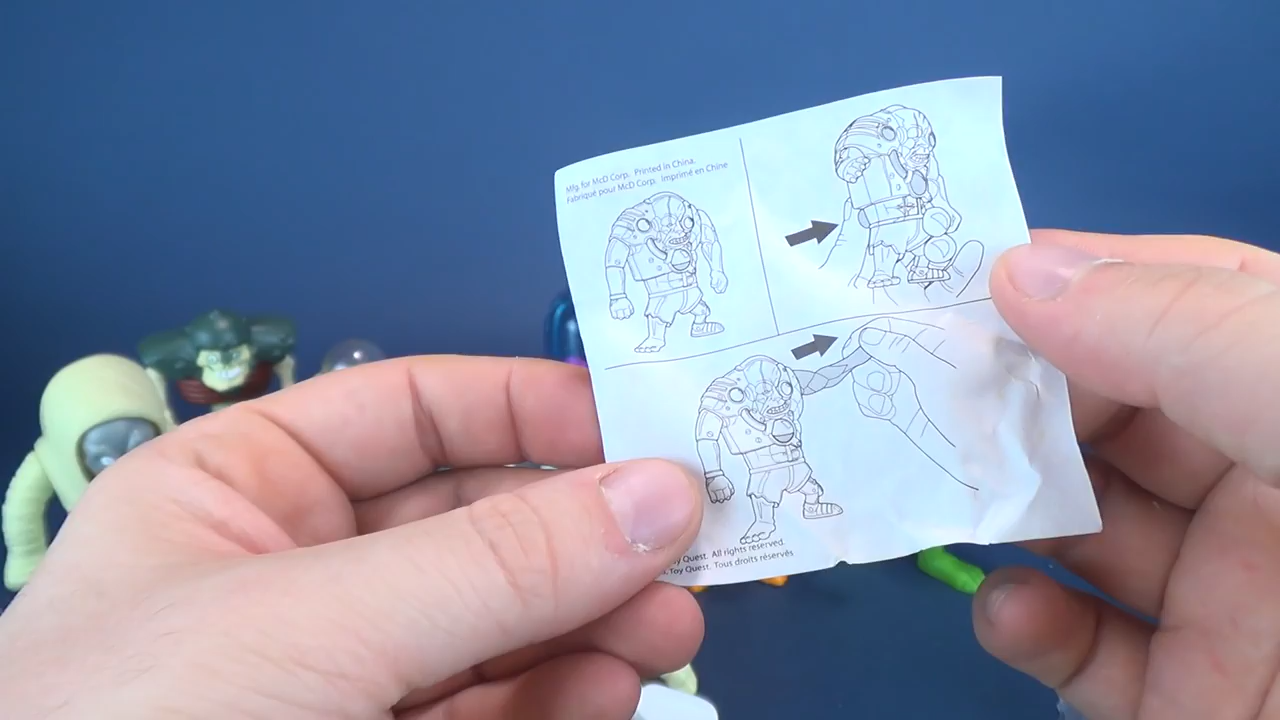 Mfg. for McD Corp. Printed in China.
Fabriqué pour McD Corp. Imprimé en Chine
Quest. All rights reserved.
Toy Quest. Tous droits réservés